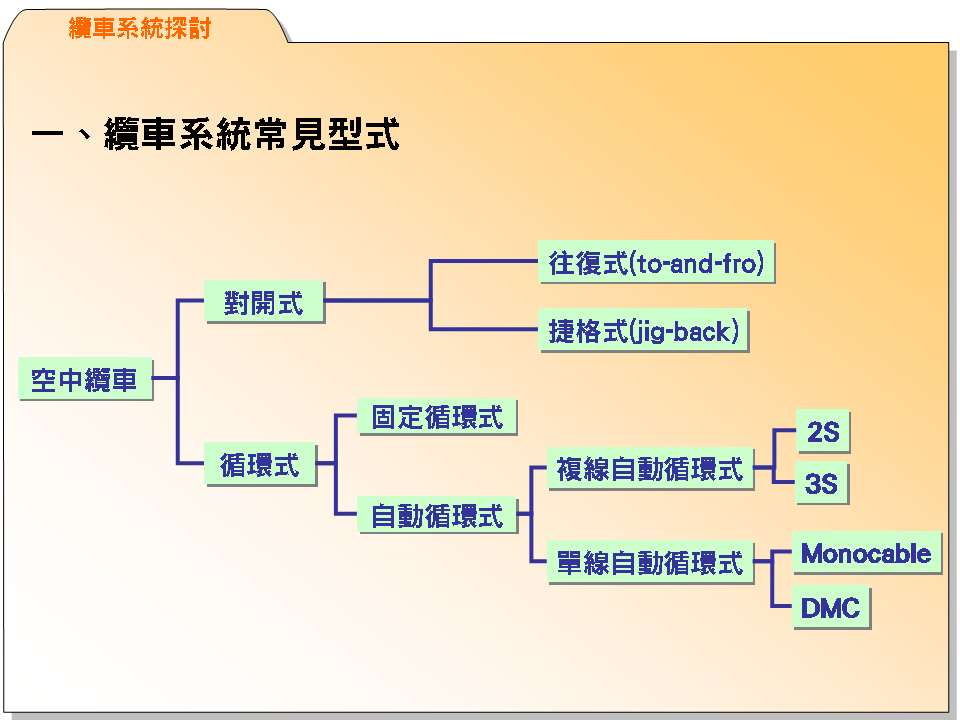 纜車系統探討
一、纜車系統常見型式
往復式(to-and-fro)
對開式
捷格式(jig-back)
空中纜車
固定循環式
循環式
2S
複線自動循環式
3S
自動循環式
單線自動循環式
Monocable
DMC